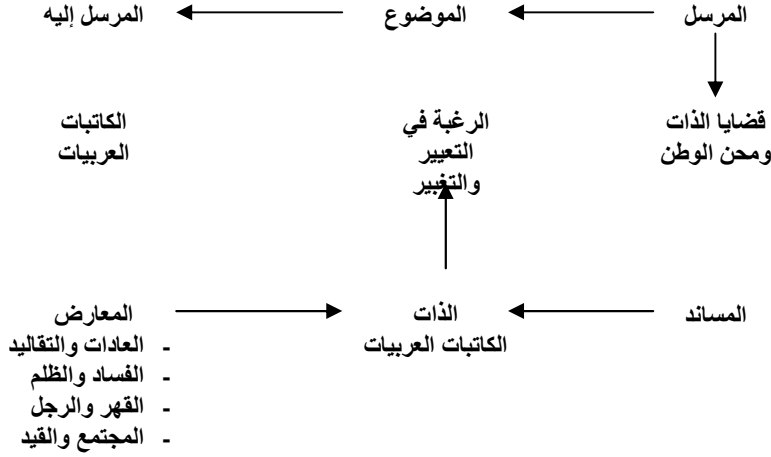 المرسل
الموضوع
المرسل إليه
قضايا الذات
ومحن الوطن
الرغبة في
التعبير
والتغيير
الكاتبات
العربيات
المساند
الذات
الكاتبات العربيات
المعارض
- العادات والتقاليد
- الفساد والظلم
- القهر والرجل
- المجتمع والقيد